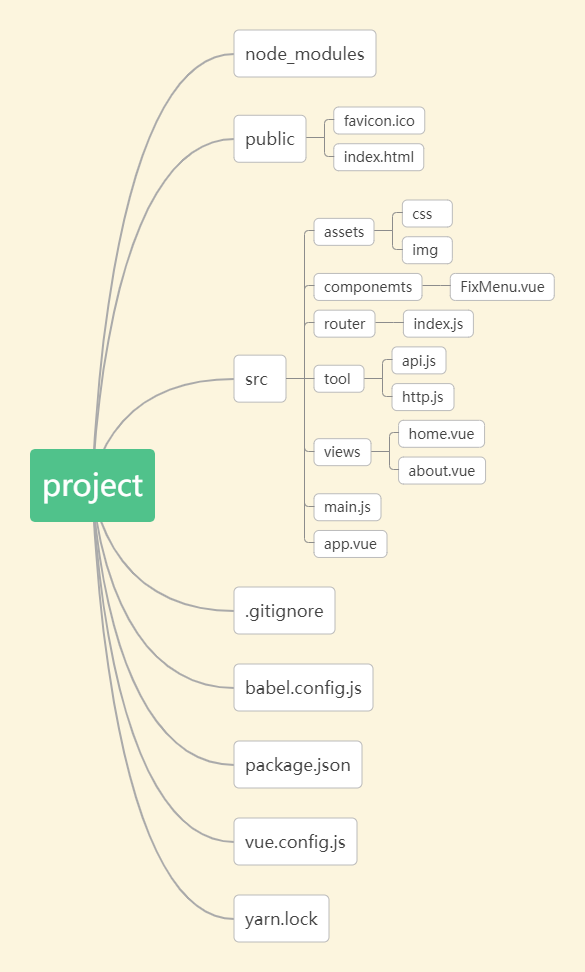 project
node_modules
public
favicon.ico
index.html
src
assets
css
img
componemts
FixMenu.vue
router
index.js
tool
api.js
http.js
views
home.vue
about.vue
main.js
app.vue
.gitignore
babel.config.js
package.json
vue.config.js
yarn.lock